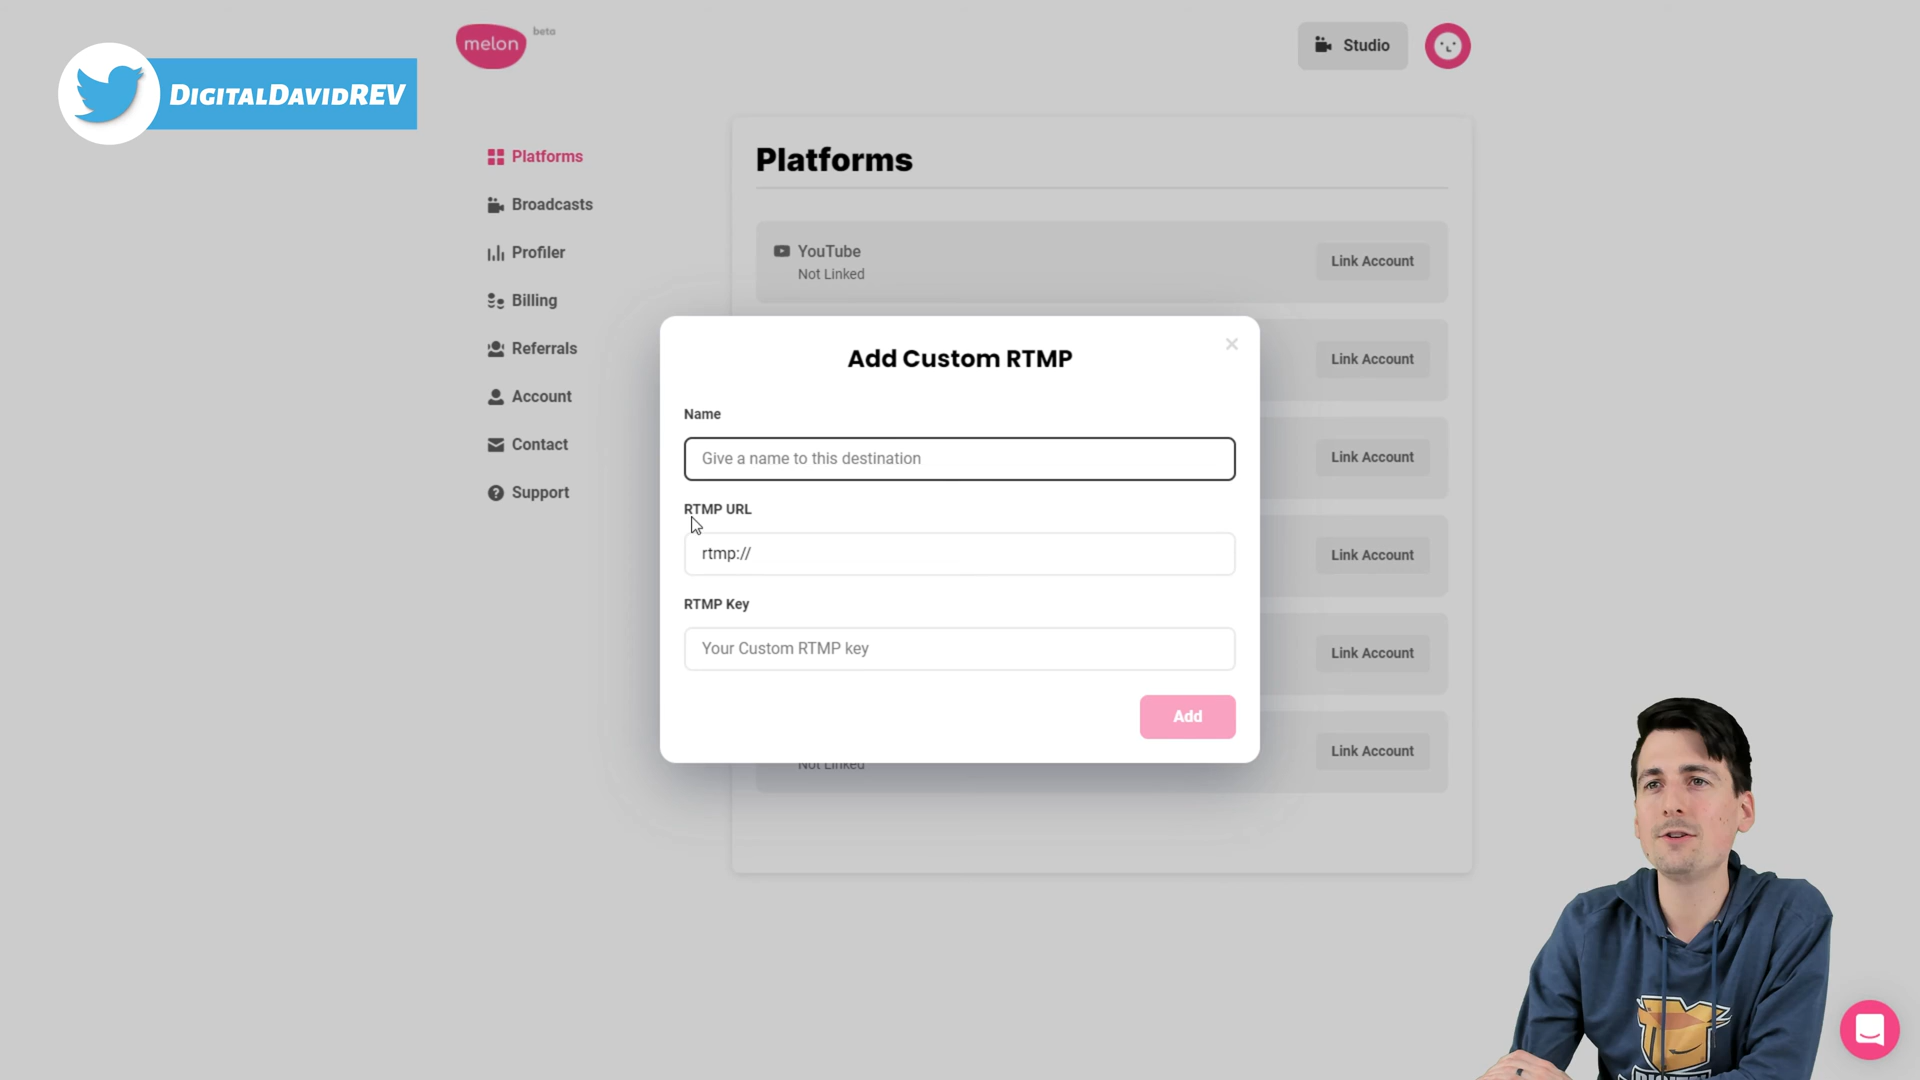 melon
beta
Studio
DIGITALDAVIDREV
Platforms
Broadcasts
Profiler
Billing
Referrals
Account
Contact
Support
Platforms
YouTube
Not Linked
Link Account
Link Account
Link Account
Link Account
Link Account
Not Linked
Link Account
Add Custom RTMP
×
Name
Give a name to this destination
RTMP URL
rtmp://
RTMP Key
Your Custom RTMP key
Add